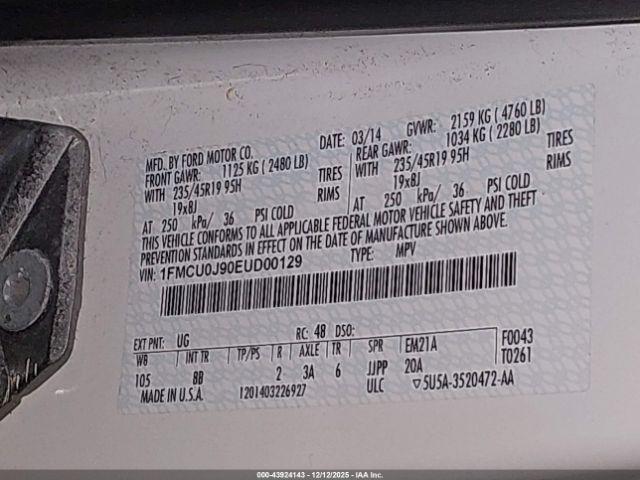 MFD. BY FORD MOTOR CO.
DATE: 03/14 GVWR: 2159 KG ( 4760 LB)
FRONT GAWR: 1125 KG ( 2480 LB) REAR GAWR: 1034 KG ( 2280 LB)
WITH 235/45R19 95H TIRES WITH 235/45R19 95H TIRES
19x8J RIMS 19x8J RIMS
AT 250 kPa/ 36 PSI COLD AT 250 kPa/ 36 PSI COLD
THIS VEHICLE CONFORMS TO ALL APPLICABLE FEDERAL MOTOR VEHICLE SAFETY AND THEFT
PREVENTION STANDARDS IN EFFECT ON THE DATE OF MANUFACTURE SHOWN ABOVE.
VIN: 1FMCU0J90EUD00129 TYPE: MPV
EXT PNT: UG RC: 48 DSO: F0043
WB INT TR TP/PS R AXLE TR SPR EM21A T0261
105 BB 2 3A 6 JJPP 20A
MADE IN U.S.A. 1201403226927 ULC ▽5U5A-3520472-AA
000-43924143 - 12/12/2025 - IAA Inc.